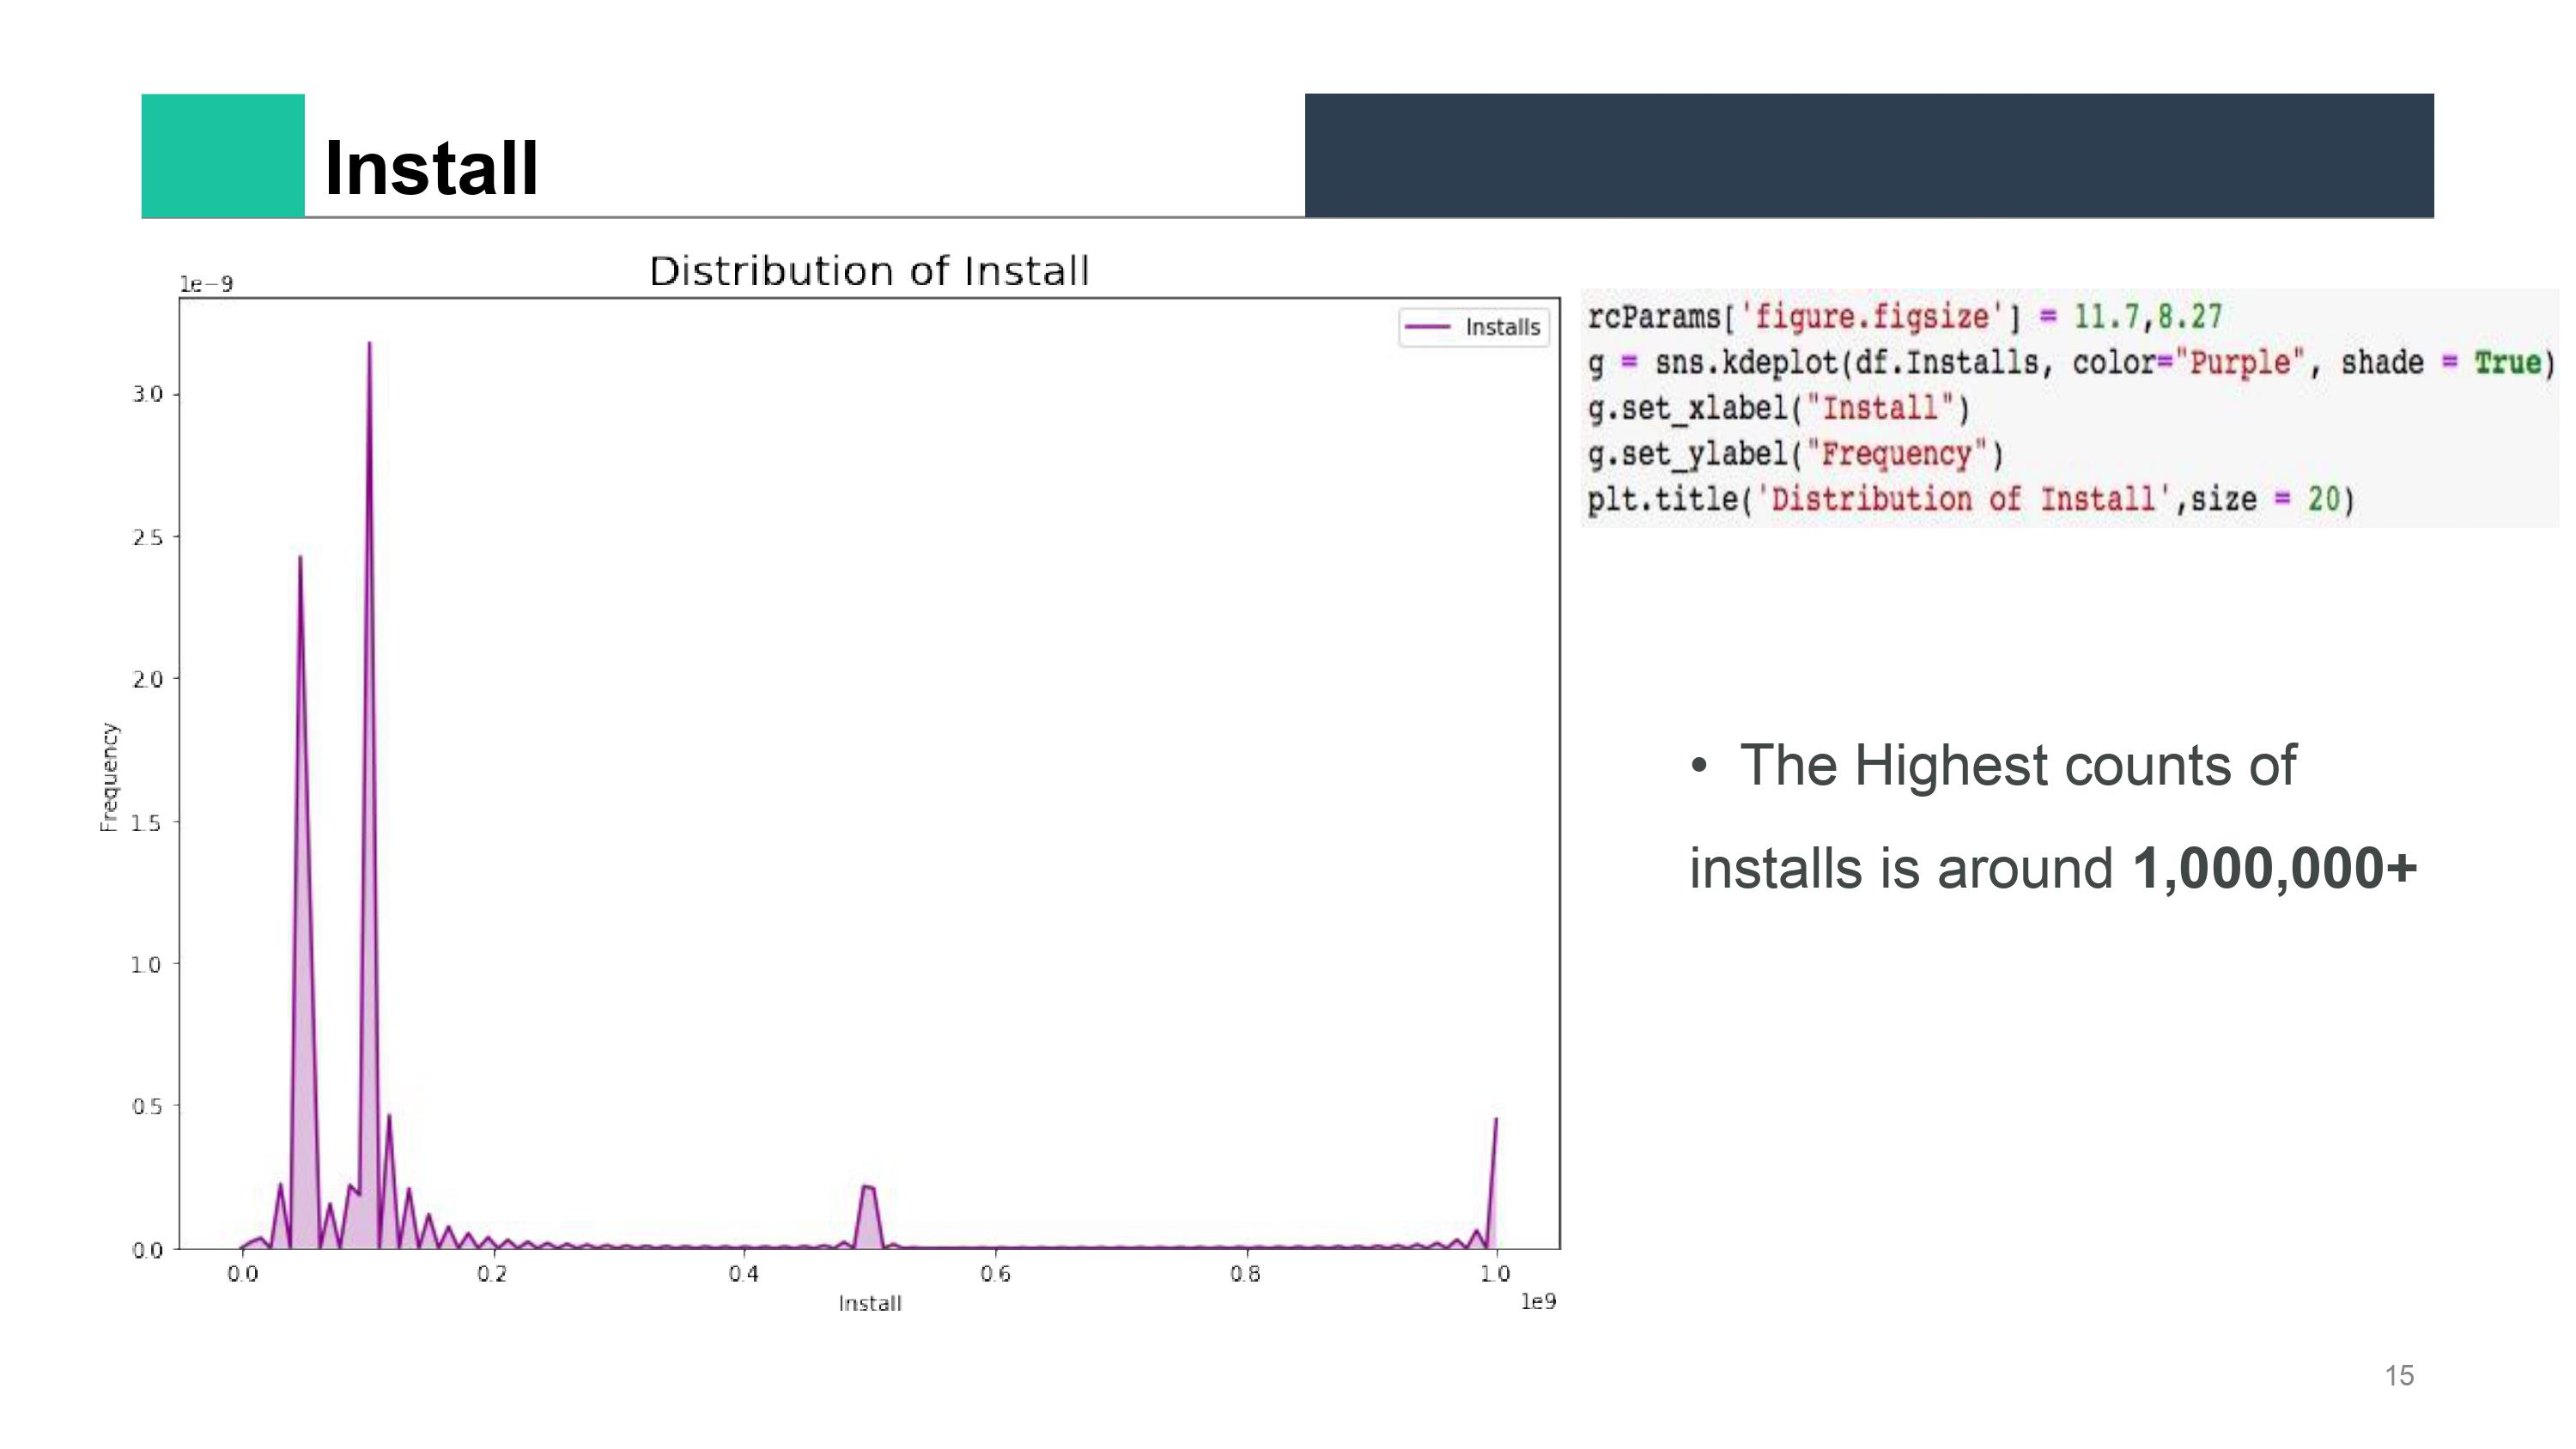 Install
Distribution of Install
1e−9
Installs
3.0
2.5
2.0
1.5
1.0
0.5
0.0
Frequency
0.0 0.2 0.4 0.6 0.8 1.0
Install
1e9
rcParams['figure.figsize'] = 11.7,8.27
g = sns.kdeplot(df.Installs, color="Purple", shade = True)
g.set_xlabel("Install")
g.set_ylabel("Frequency")
plt.title('Distribution of Install',size = 20)
• The Highest counts of
installs is around 1,000,000+
15